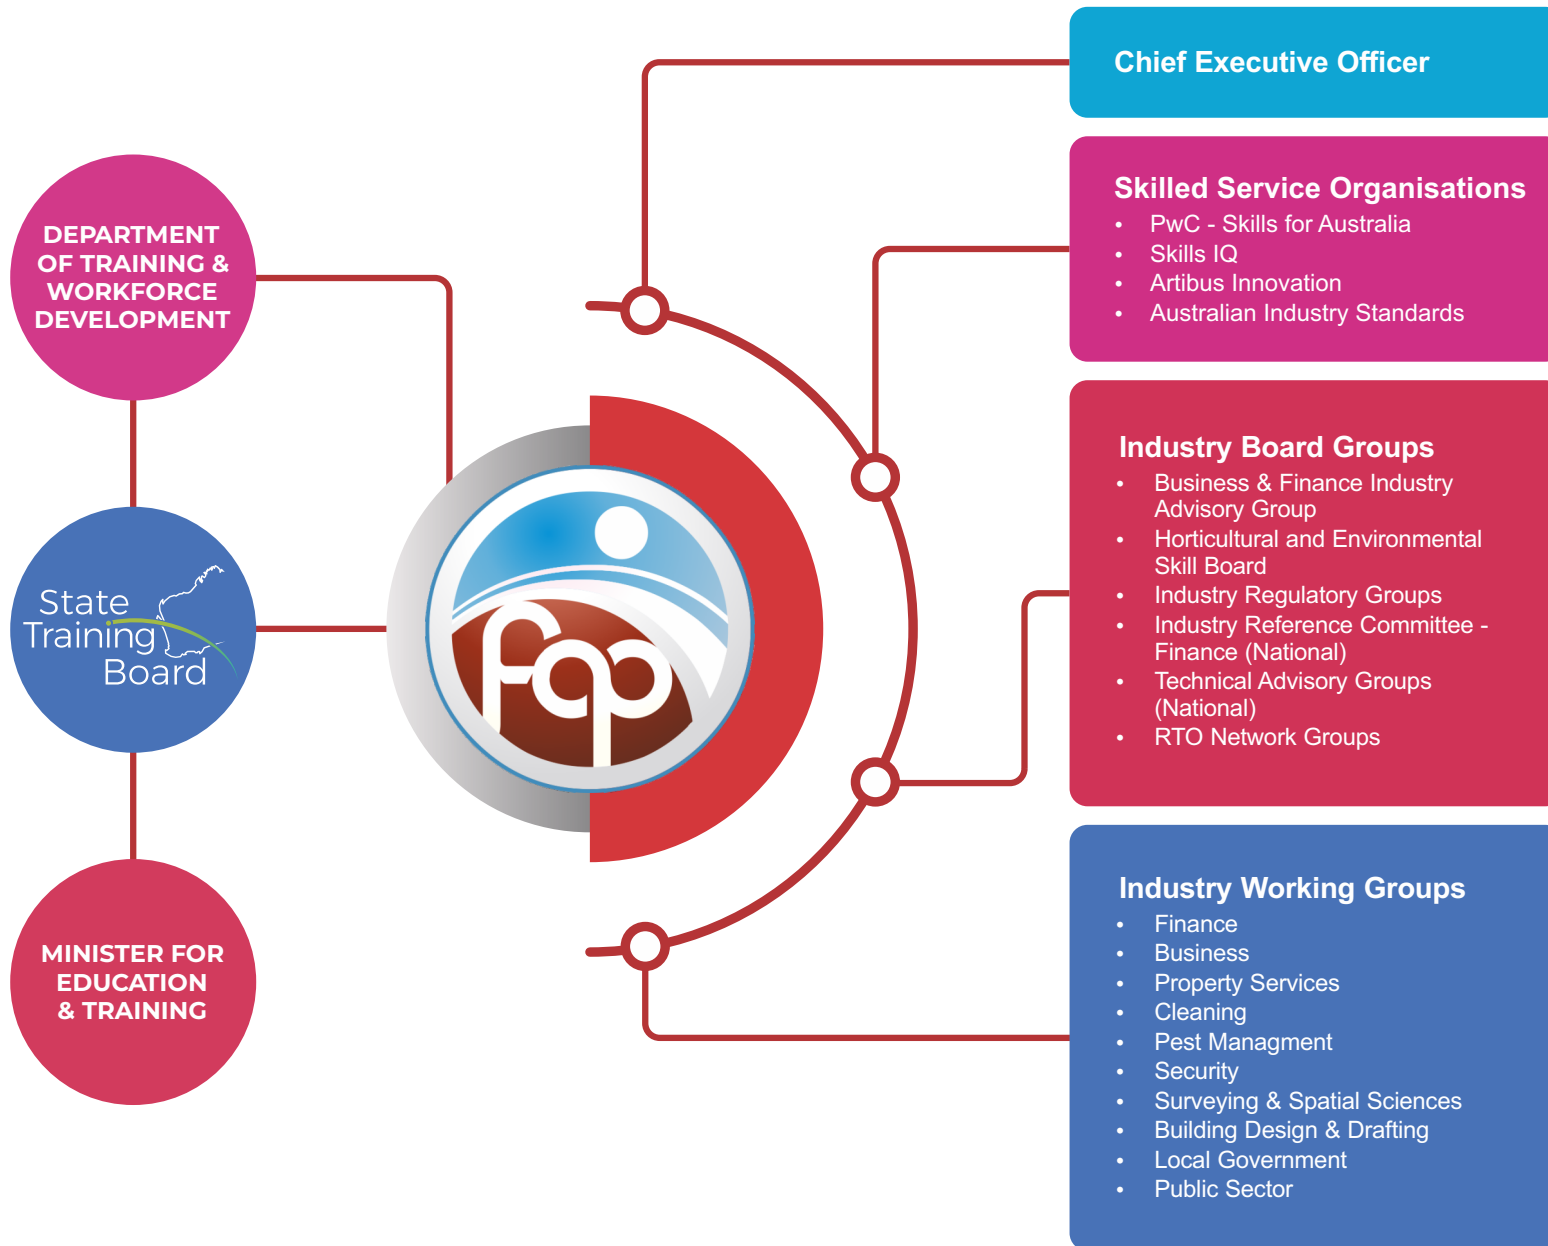 DEPARTMENT
OF TRAINING &
WORKFORCE
DEVELOPMENT
State
Training
Board
MINISTER FOR
EDUCATION
& TRAINING
fapp
Chief Executive Officer
Skilled Service Organisations
• PwC - Skills for Australia
• Skills IQ
• Artibus Innovation
• Australian Industry Standards
Industry Board Groups
• Business & Finance Industry
Advisory Group
• Horticultural and Environmental
Skill Board
• Industry Regulatory Groups
• Industry Reference Committee -
Finance (National)
• Technical Advisory Groups
(National)
• RTO Network Groups
Industry Working Groups
• Finance
• Business
• Property Services
• Cleaning
• Pest Managment
• Security
• Surveying & Spatial Sciences
• Building Design & Drafting
• Local Government
• Public Sector